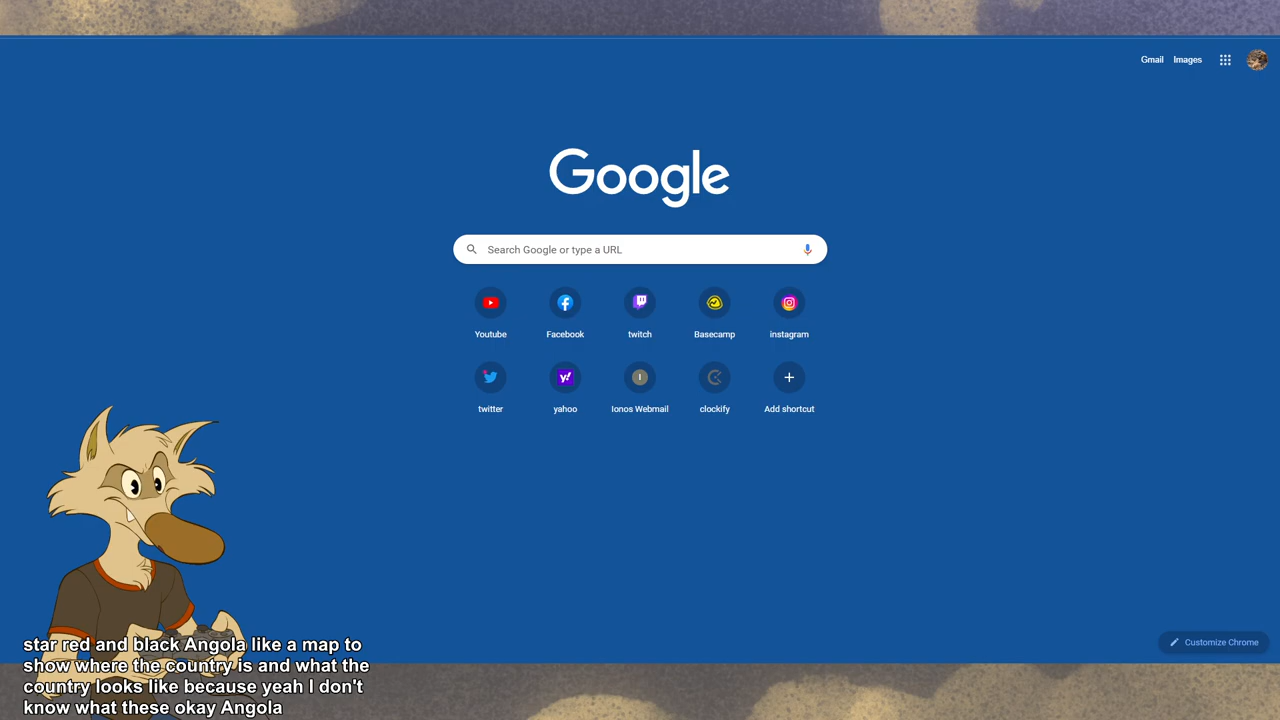 Gmail Images
Google
Search Google or type a URL
Youtube Facebook twitch Basecamp instagram
y!
I
twitter yahoo Ionos Webmail clockify Add shortcut
Customize Chrome
star red and black Angola like a map to
show where the country is and what the
country looks like because yeah I don't
know what these okay Angola